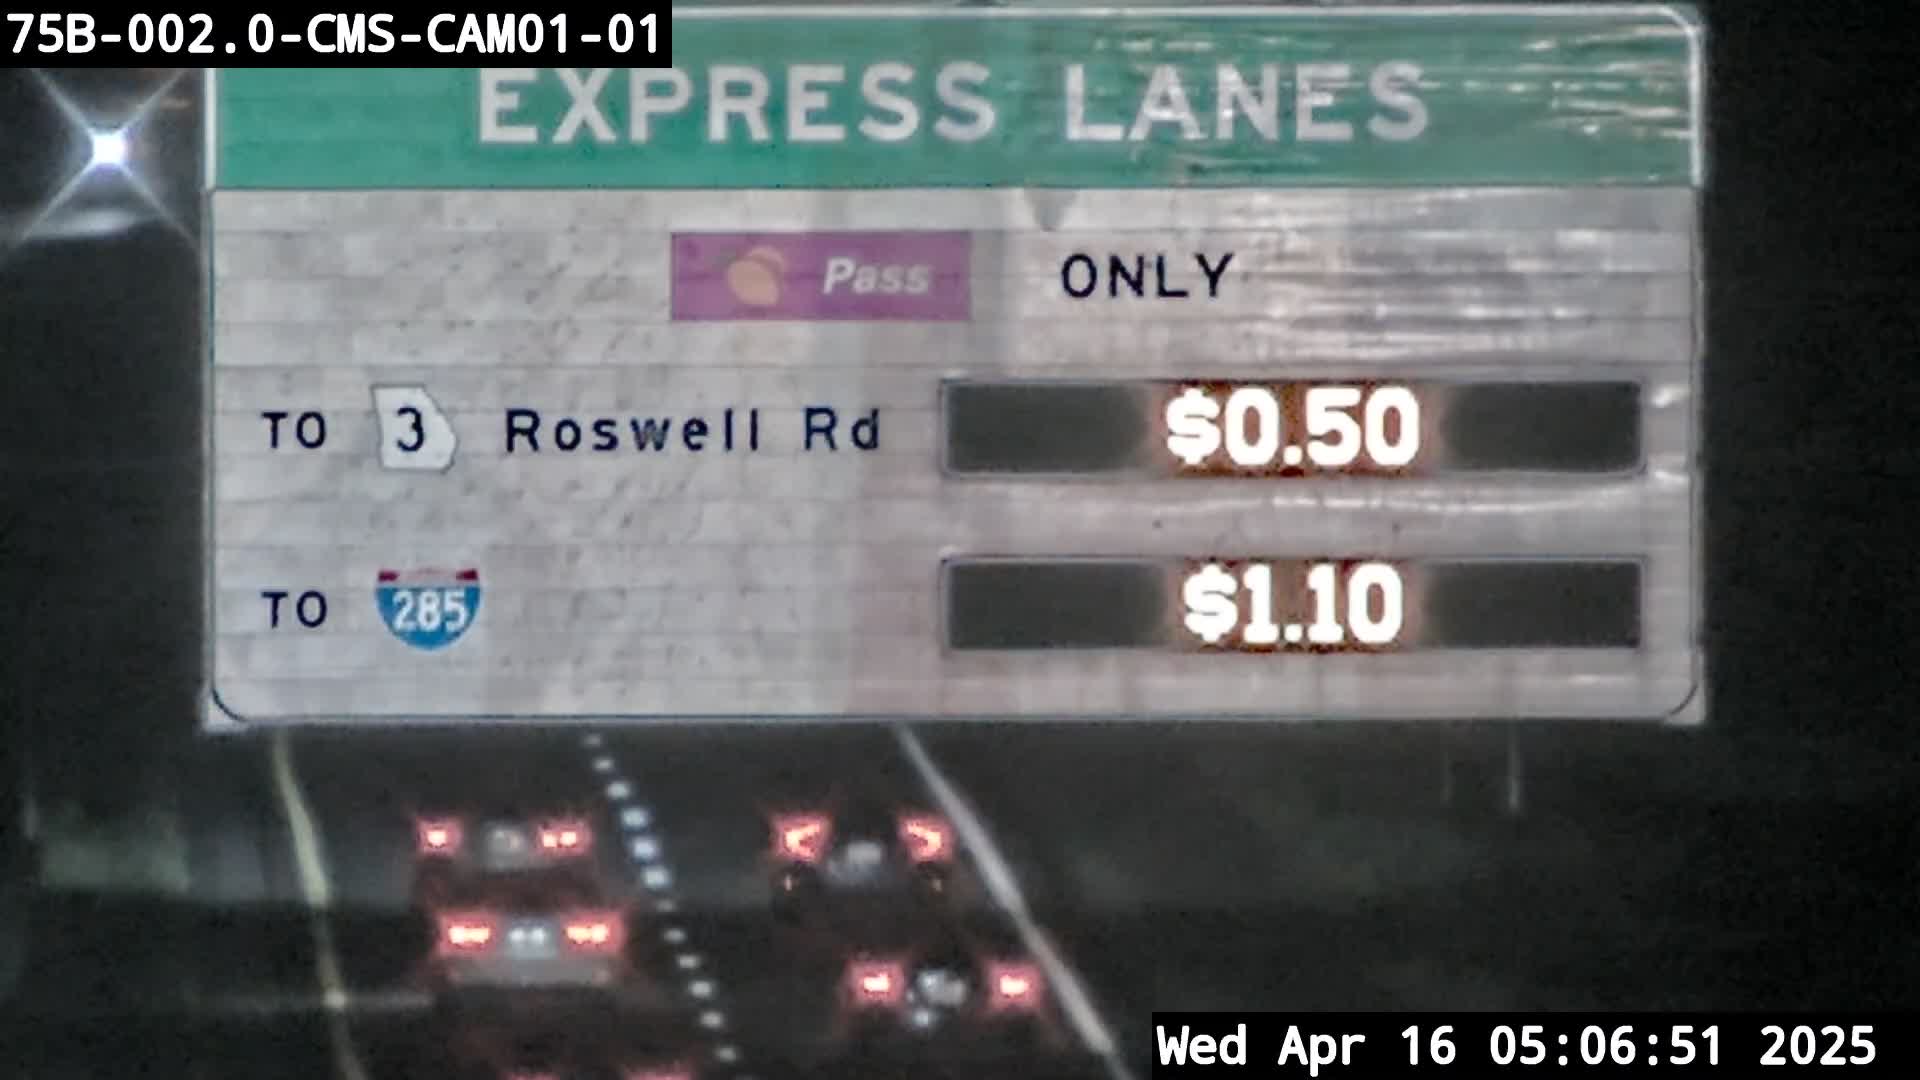 75B-002.0-CMS-CAM01-01
EXPRESS LANES
Pass ONLY
TO 3 Roswell Rd $0.50
TO 285 $1.10
Wed Apr 16 05:06:51 2025